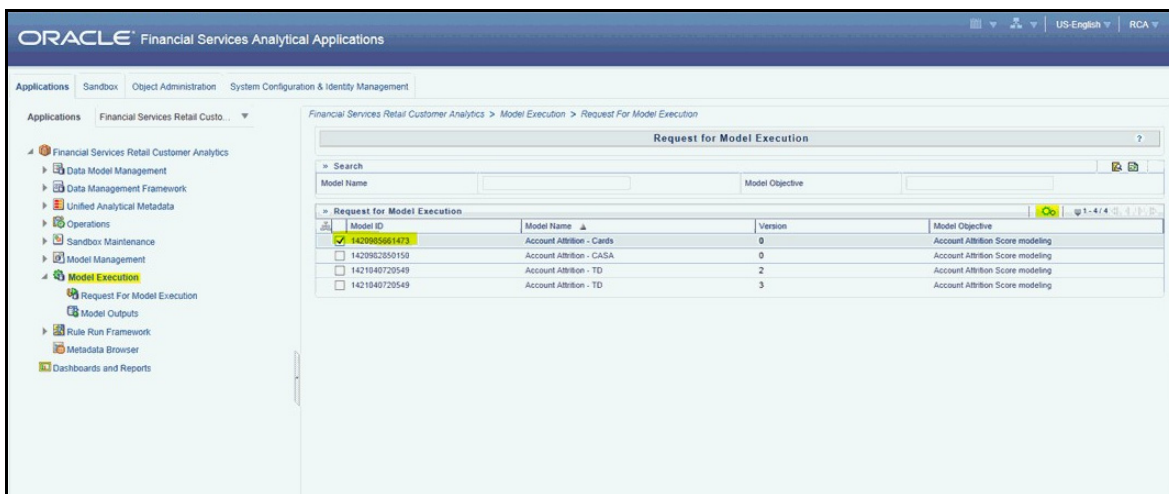 US-English RCA
ORACLE Financial Services Analytical Applications
Applications Sandbox Object Administration System Configuration & Identity Management
Applications Financial Services Retail Custo...
Financial Services Retail Customer Analytics > Model Execution > Request For Model Execution
Request for Model Execution ?
Financial Services Retail Customer Analytics
Data Model Management
Data Management Framework
Unified Analytical Metadata
Operations
Sandbox Maintenance
Model Management
Model Execution
Request For Model Execution
Model Outputs
Rule Run Framework
Metadata Browser
Dashboards and Reports
» Search
Model Name Model Objective
» Request for Model Execution 1-4/4
Model ID Model Name Version Model Objective
1420985661473 Account Attrition - Cards 0 Account Attrition Score modeling
1420982850150 Account Attrition - CASA 0 Account Attrition Score modeling
1421040720549 Account Attrition - TD 2 Account Attrition Score modeling
1421040720549 Account Attrition - TD 3 Account Attrition Score modeling